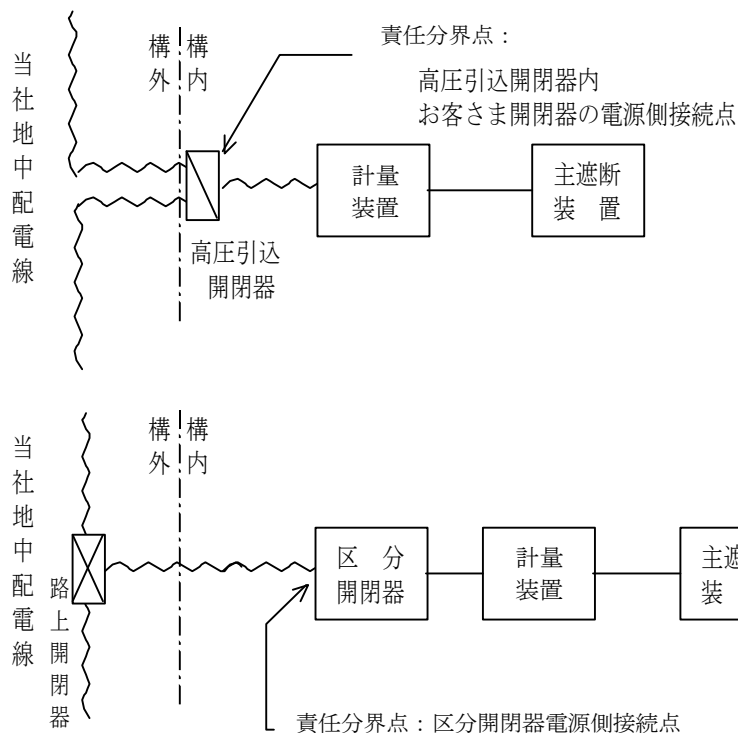 責任分界点：
高圧引込開閉器内
お客さま開閉器の電源側接続点
当社地中配電線
構外
構内
計量
装置
主遮断
装　置
高圧引込
開閉器
当社地中配電線
構外
構内
路上開閉器
区　分
開閉器
計量
装置
主遮
装
責任分界点：区分開閉器電源側接続点